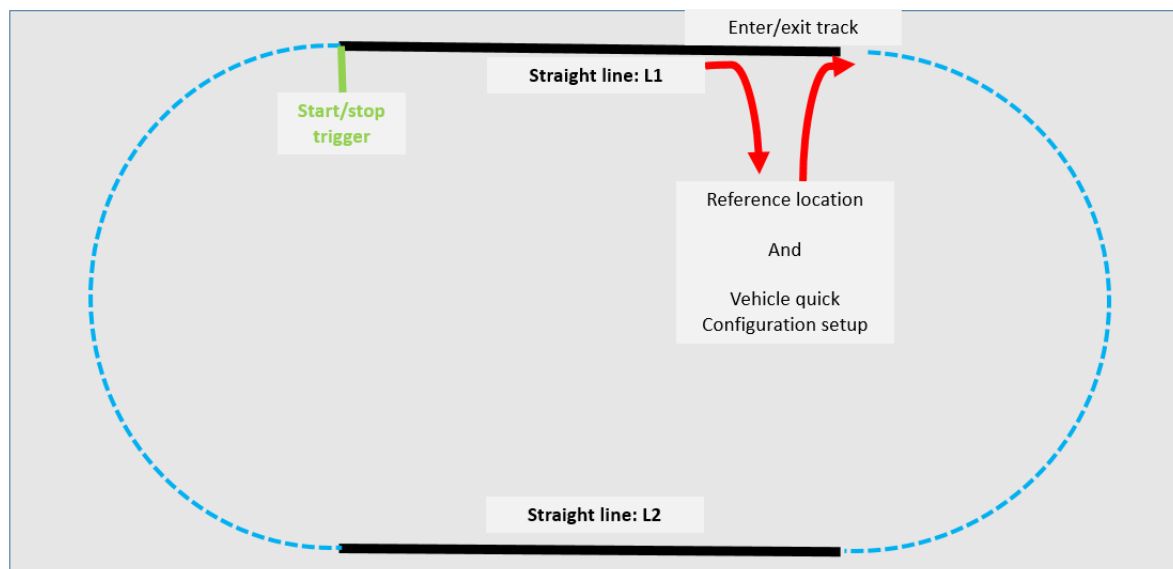 Enter/exit track
Straight line: L1
Start/stop
trigger
Reference location
And
Vehicle quick
Configuration setup
Straight line: L2